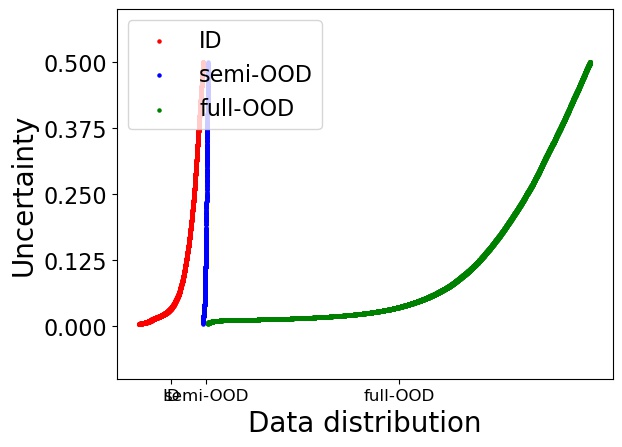 ID
semi-OOD
full-OOD
0.500
0.375
0.250
0.125
0.000
Uncertainty
ID
semi-OOD
full-OOD
Data distribution